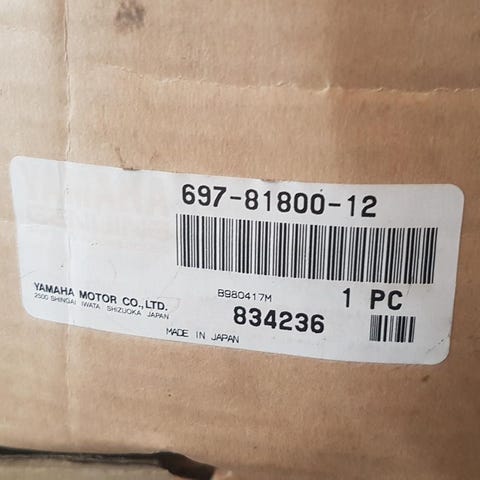 697-81800-12
YAMAHA MOTOR CO.,LTD.
2500 SHINGAI IWATA SHIZUOKA JAPAN
B980417M
1 PC
834236
MADE IN JAPAN